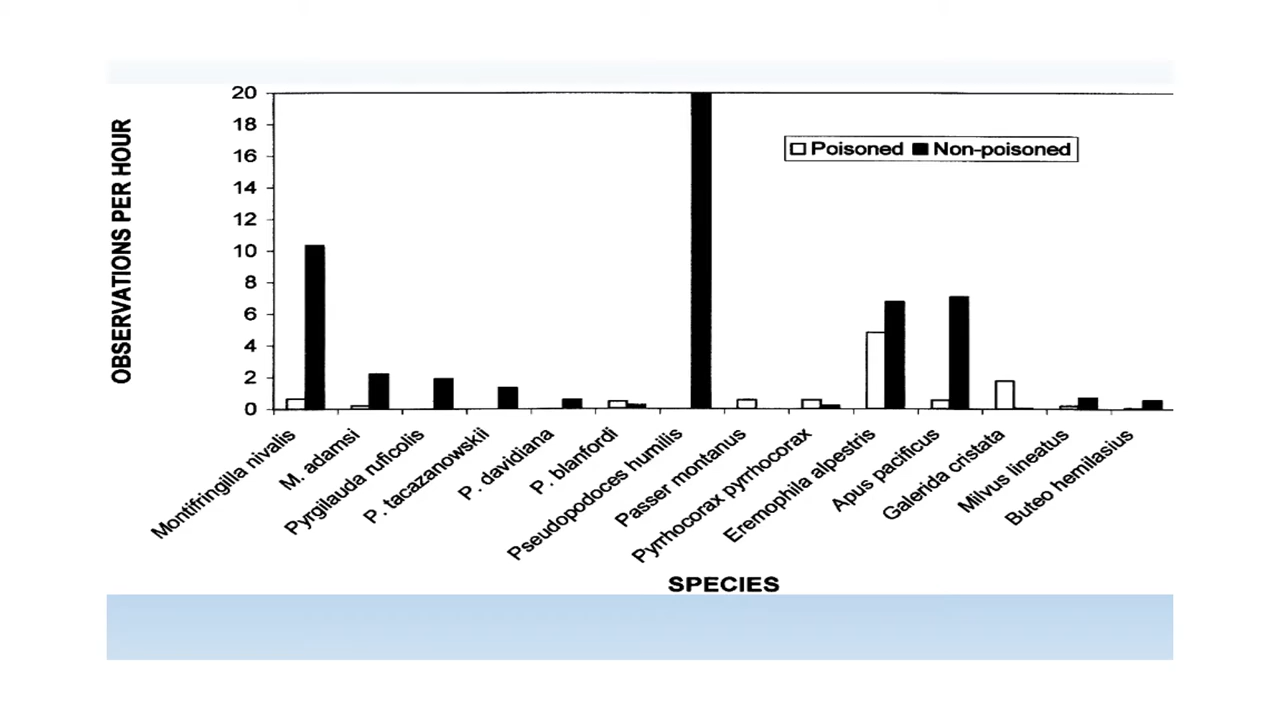 OBSERVATIONS PER HOUR
20
18
16
14
12
10
8
6
4
2
0
Poisoned Non-poisoned
Montifringilla nivalis
M. adamsi
Pyrgilauda ruficolis
P. tacazanowskii
P. davidiana
P. blanfordi
Pseudopodoces humilis
Passer montanus
Pyrrhocorax pyrrhocorax
Eremophila alpestris
Apus pacificus
Galerida cristata
Milvus lineatus
Buteo hemilasius
SPECIES